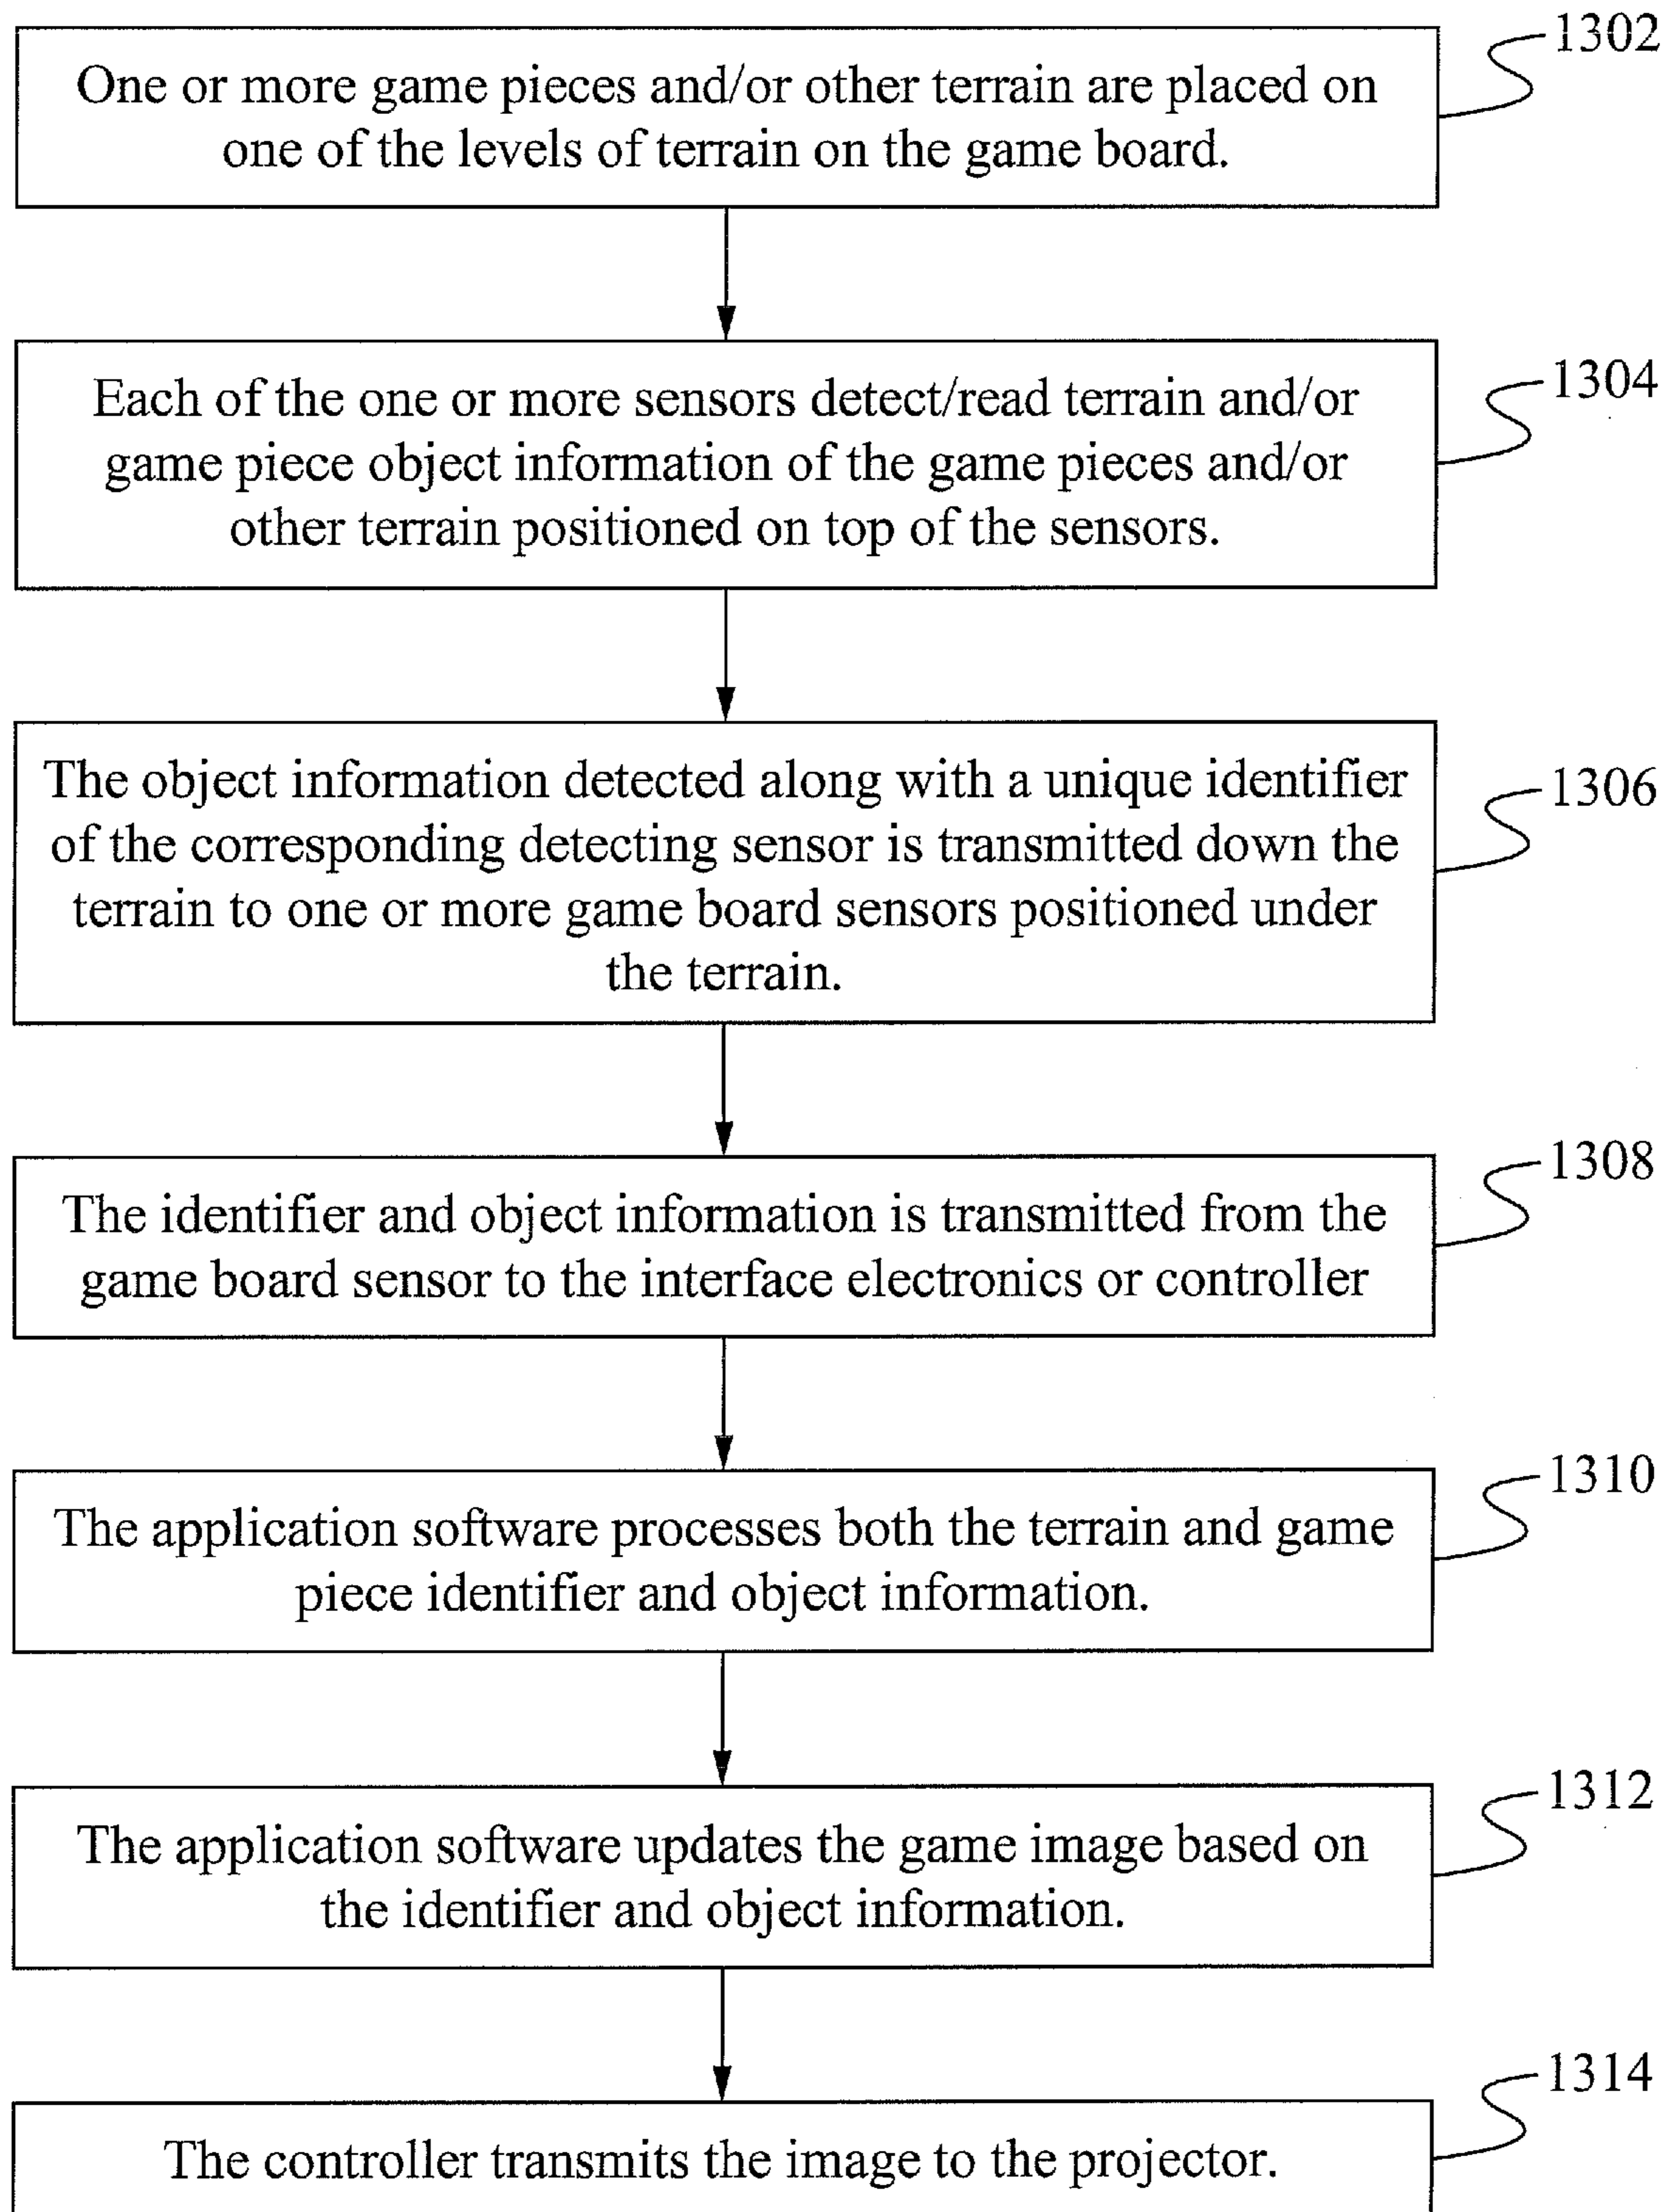 1302
One or more game pieces and/or other terrain are placed on
one of the levels of terrain on the game board.
1304
Each of the one or more sensors detect/read terrain and/or
game piece object information of the game pieces and/or
other terrain positioned on top of the sensors.
1306
The object information detected along with a unique identifier
of the corresponding detecting sensor is transmitted down the
terrain to one or more game board sensors positioned under
the terrain.
1308
The identifier and object information is transmitted from the
game board sensor to the interface electronics or controller
1310
The application software processes both the terrain and game
piece identifier and object information.
1312
The application software updates the game image based on
the identifier and object information.
1314
The controller transmits the image to the projector.